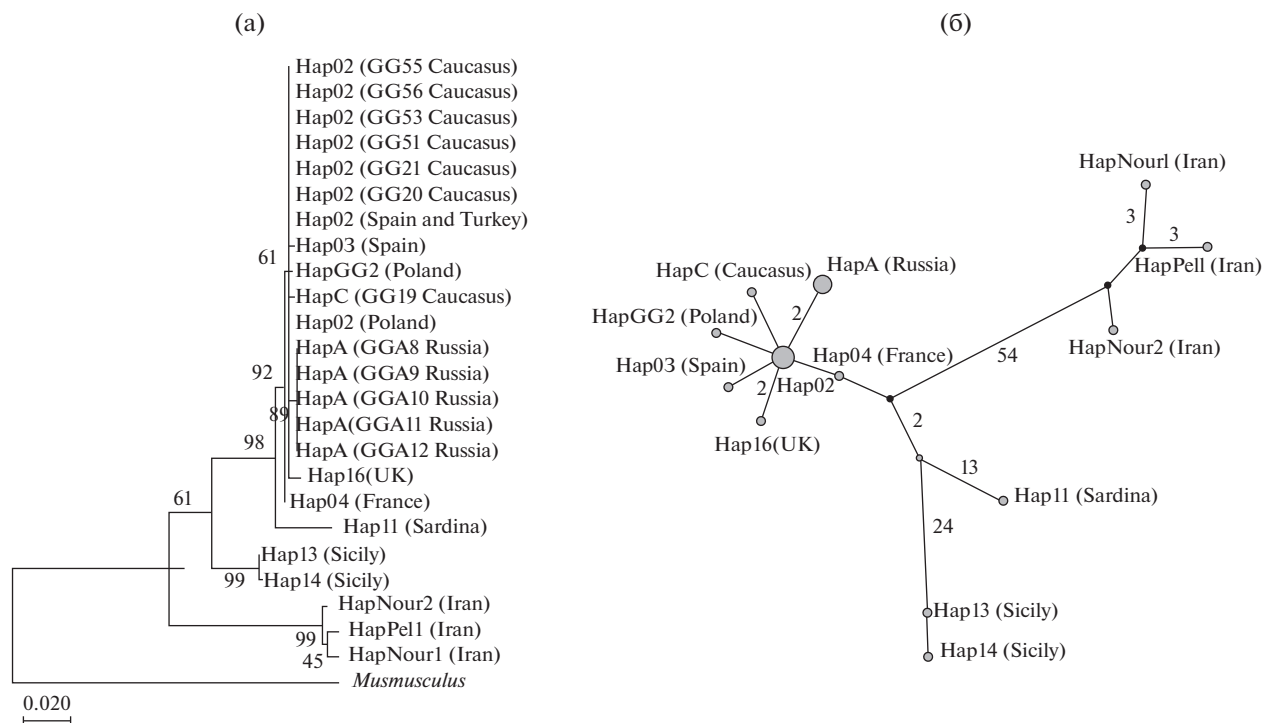 (а)
Hap02 (GG55 Caucasus)
Hap02 (GG56 Caucasus)
Hap02 (GG53 Caucasus)
Hap02 (GG51 Caucasus)
Hap02 (GG21 Caucasus)
Hap02 (GG20 Caucasus)
Hap02 (Spain and Turkey)
Hap03 (Spain)
61
HapGG2 (Poland)
HapC (GG19 Caucasus)
Hap02 (Poland)
HapA (GGA8 Russia)
HapA (GGA9 Russia)
92
HapA (GGA10 Russia)
89
HapA(GGA11 Russia)
98
HapA (GGA12 Russia)
Hap16(UK)
61
Hap04 (France)
Hap11 (Sardina)
Hap13 (Sicily)
99
Hap14 (Sicily)
HapNour2 (Iran)
99
HapPel1 (Iran)
45
HapNour1 (Iran)
Musmusculus
0.020
(б)
HapNourl (Iran)
3
3
HapPell (Iran)
HapNour2 (Iran)
HapC (Caucasus)
HapA (Russia)
2
HapGG2 (Poland)
Hap04 (France)
54
Hap03 (Spain)
2
Hap02
Hap16(UK)
2
13
Hap11 (Sardina)
24
Hap13 (Sicily)
Hap14 (Sicily)